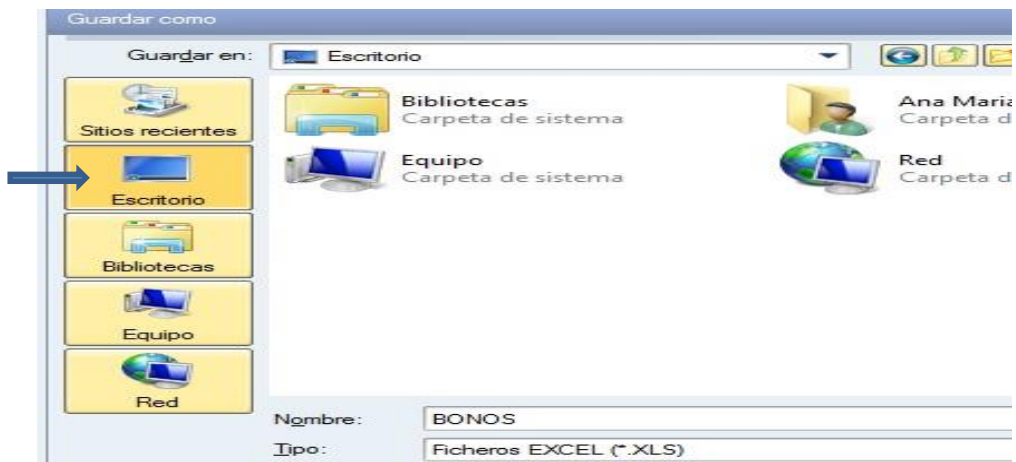 Guardar como
Guardar en: Escritorio
Sitios recientes
Escritorio
Bibliotecas
Equipo
Red
Bibliotecas
Carpeta de sistema
Ana Maria
Carpeta d
Equipo
Carpeta de sistema
Red
Carpeta d
Nombre: BONOS
Tipo: Ficheros EXCEL (*.XLS)